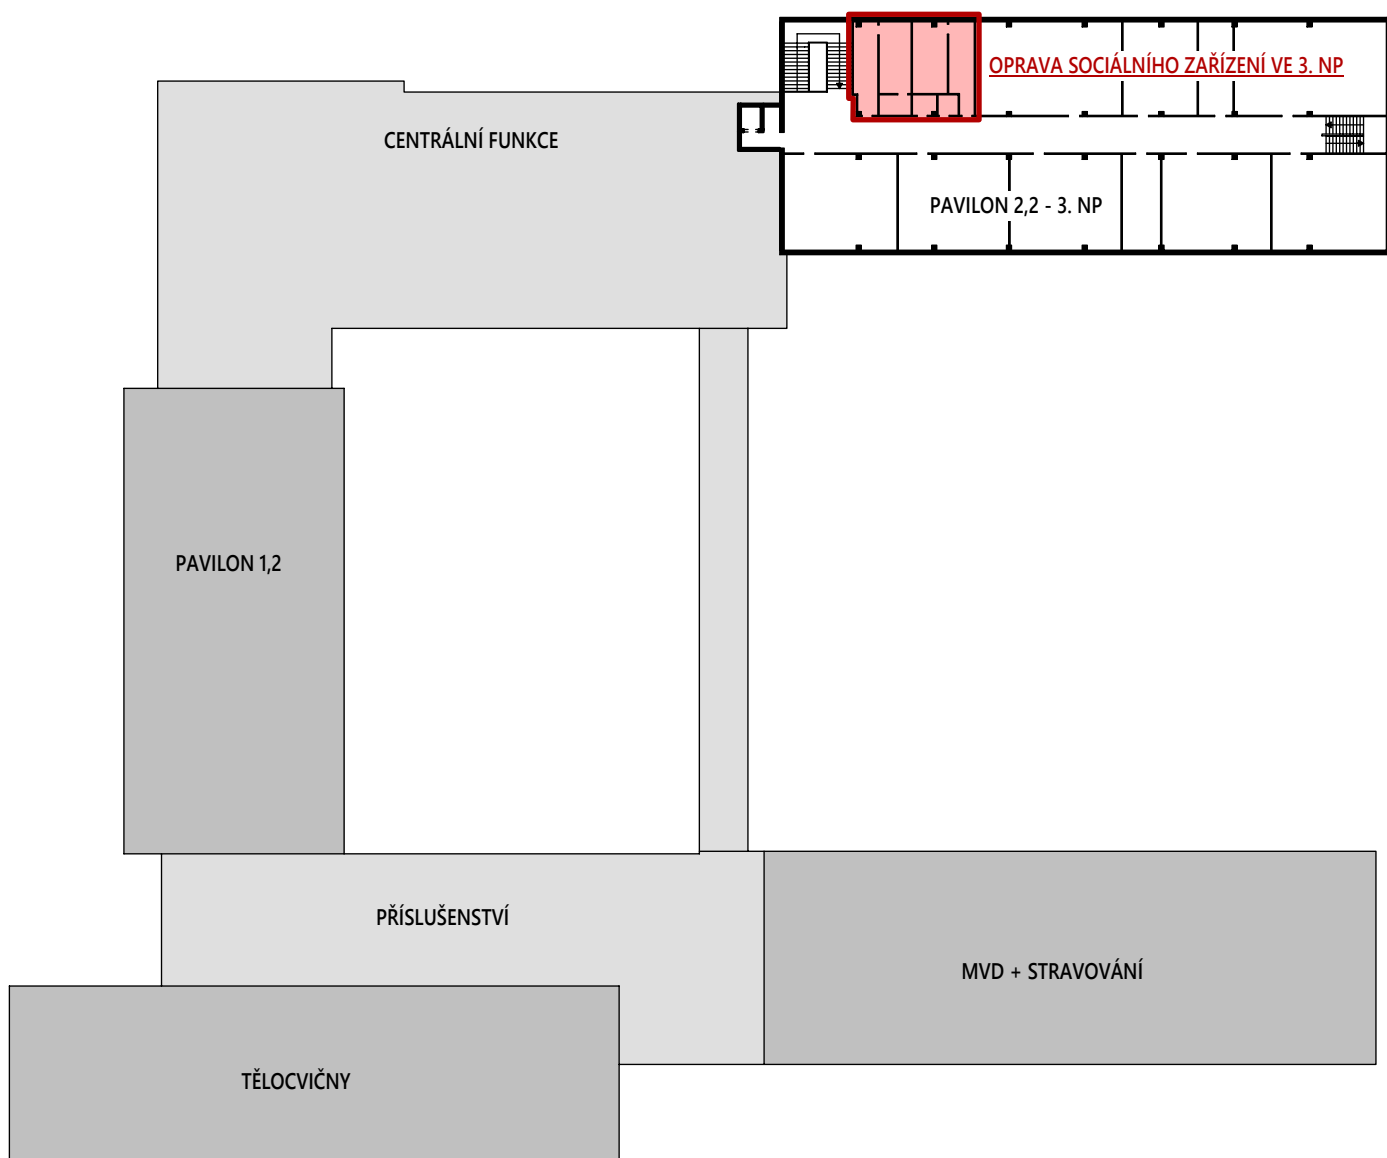 OPRAVA SOCIÁLNÍHO ZAŘÍZENÍ VE 3. NP
CENTRÁLNÍ FUNKCE
PAVILON 2,2 - 3. NP
PAVILON 1,2
PŘÍSLUŠENSTVÍ
MVD + STRAVOVÁNÍ
TĚLOCVIČNY